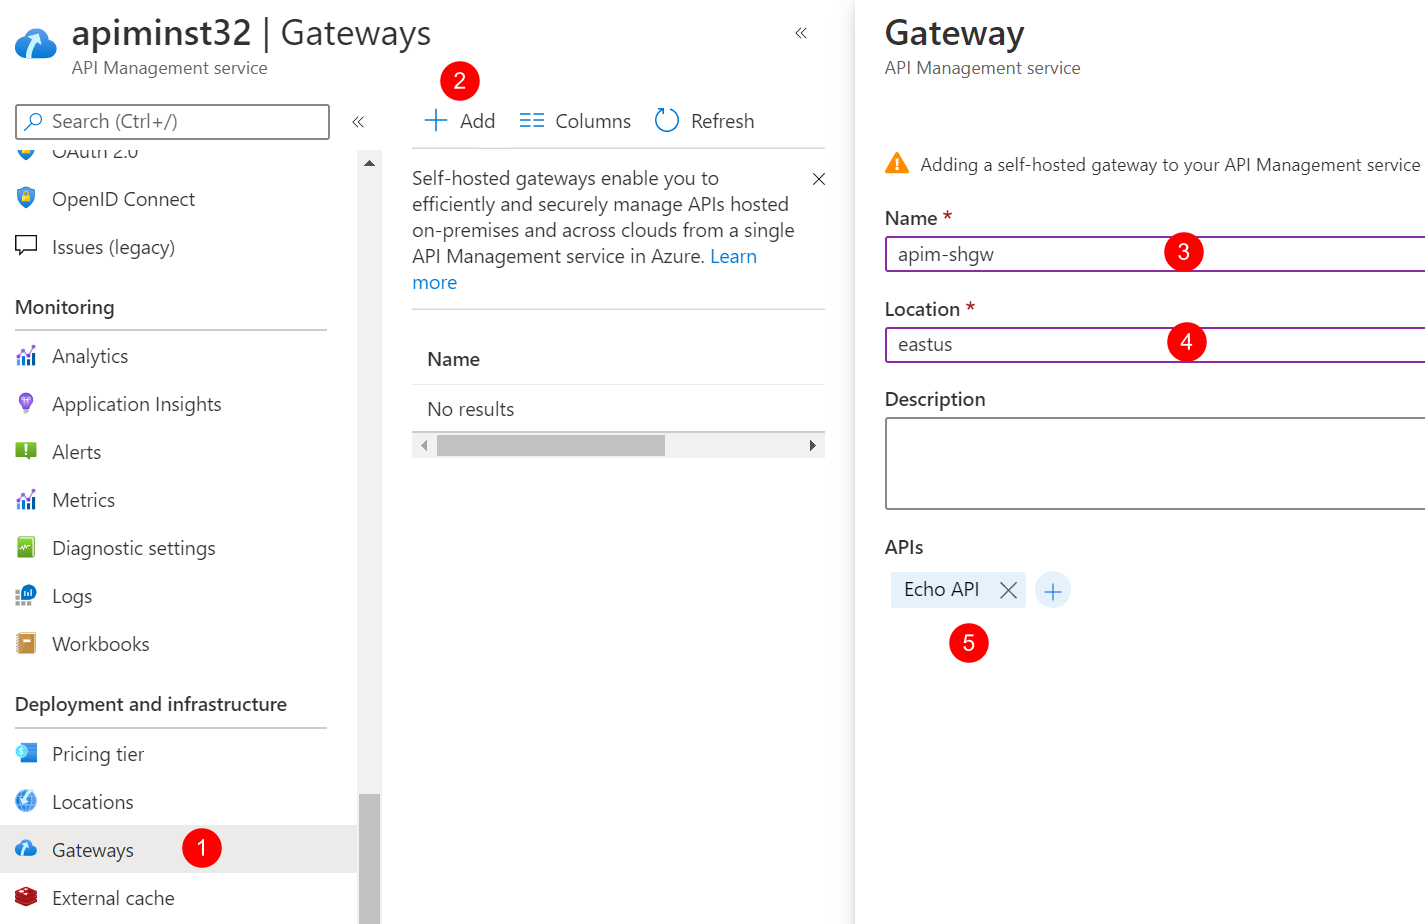 apiminst32 | Gateways
API Management service
Search (Ctrl+/)
OAuth 2.0
OpenID Connect
Issues (legacy)
Monitoring
Analytics
Application Insights
Alerts
Metrics
Diagnostic settings
Logs
Workbooks
Deployment and infrastructure
Pricing tier
Locations
Gateways 1
External cache
2
Add Columns Refresh
Self-hosted gateways enable you to
efficiently and securely manage APIs hosted
on-premises and across clouds from a single
API Management service in Azure. Learn
more
Name
No results
Gateway
API Management service
Adding a self-hosted gateway to your API Management service
Name *
apim-shgw 3
Location *
eastus 4
Description
APIs
Echo API
5